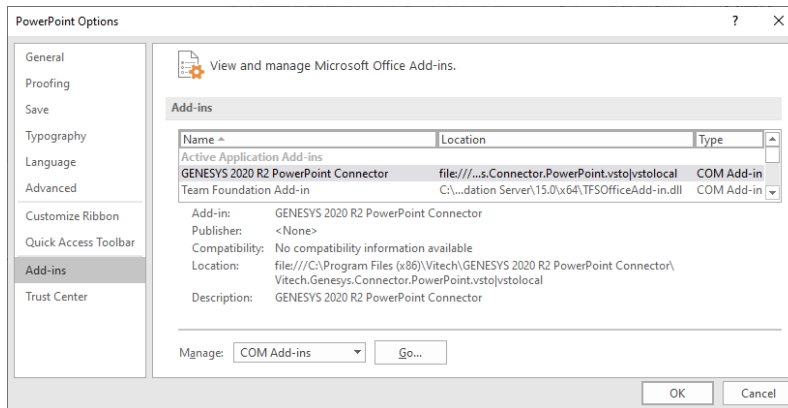 PowerPoint Options ? ×
General
Proofing
Save
Typography
Language
Advanced
Customize Ribbon
Quick Access Toolbar
Add-ins
Trust Center
View and manage Microsoft Office Add-ins.
Add-ins
Name Location Type
Active Application Add-ins
GENESYS 2020 R2 PowerPoint Connector file:///...s.Connector.PowerPoint.vsto|vstolocal COM Add-in
Team Foundation Add-in C:\...dation Server\15.0\x64\TFSOfficeAdd-in.dll COM Add-in
Add-in: GENESYS 2020 R2 PowerPoint Connector
Publisher: <None>
Compatibility: No compatibility information available
Location: file:///C:\Program Files (x86)\Vitech\GENESYS 2020 R2 PowerPoint Connector\
Vitech.Genesys.Connector.PowerPoint.vsto|vstolocal
Description: GENESYS 2020 R2 PowerPoint Connector
Manage: COM Add-ins Go...
OK Cancel